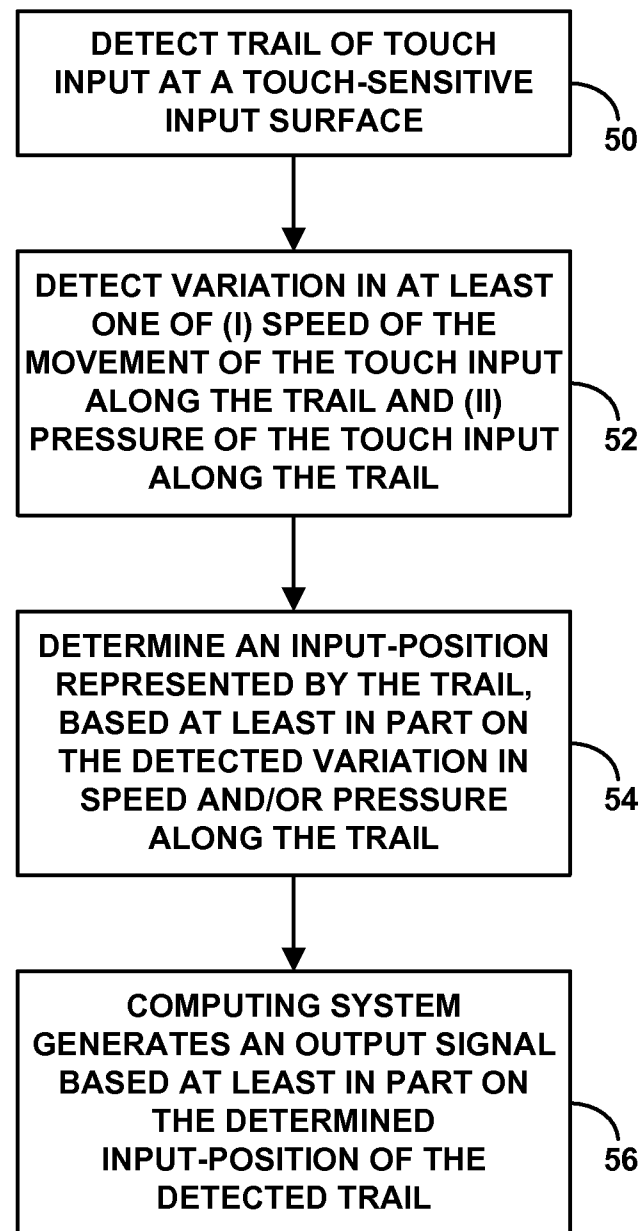 DETECT TRAIL OF TOUCH
INPUT AT A TOUCH-SENSITIVE
INPUT SURFACE
50
DETECT VARIATION IN AT LEAST
ONE OF (I) SPEED OF THE
MOVEMENT OF THE TOUCH INPUT
ALONG THE TRAIL AND (II)
PRESSURE OF THE TOUCH INPUT
ALONG THE TRAIL
52
DETERMINE AN INPUT-POSITION
REPRESENTED BY THE TRAIL,
BASED AT LEAST IN PART ON
THE DETECTED VARIATION IN
SPEED AND/OR PRESSURE
ALONG THE TRAIL
54
COMPUTING SYSTEM
GENERATES AN OUTPUT SIGNAL
BASED AT LEAST IN PART ON
THE DETERMINED
INPUT-POSITION OF THE
DETECTED TRAIL
56